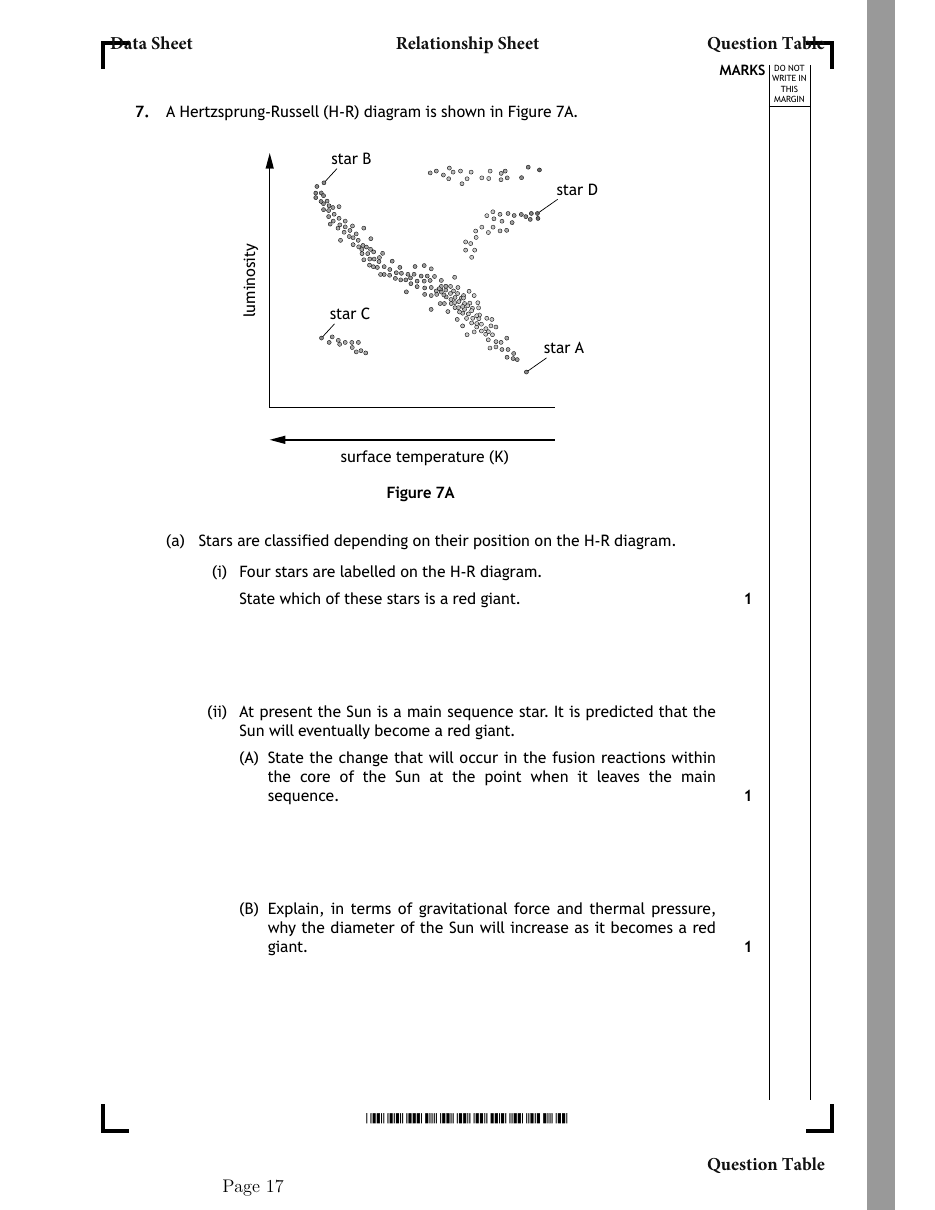 Data Sheet Relationship Sheet Question Table
MARKS DO NOT
WRITE IN
THIS
MARGIN
7. A Hertzsprung-Russell (H-R) diagram is shown in Figure 7A.
star B
star D
luminosity
star C
star A
surface temperature (K)
Figure 7A
(a) Stars are classified depending on their position on the H-R diagram.
(i) Four stars are labelled on the H-R diagram.
State which of these stars is a red giant. 1
(ii) At present the Sun is a main sequence star. It is predicted that the
Sun will eventually become a red giant.
(A) State the change that will occur in the fusion reactions within
the core of the Sun at the point when it leaves the main
sequence. 1
(B) Explain, in terms of gravitational force and thermal pressure,
why the diameter of the Sun will increase as it becomes a red
giant. 1
Question Table
Page 17